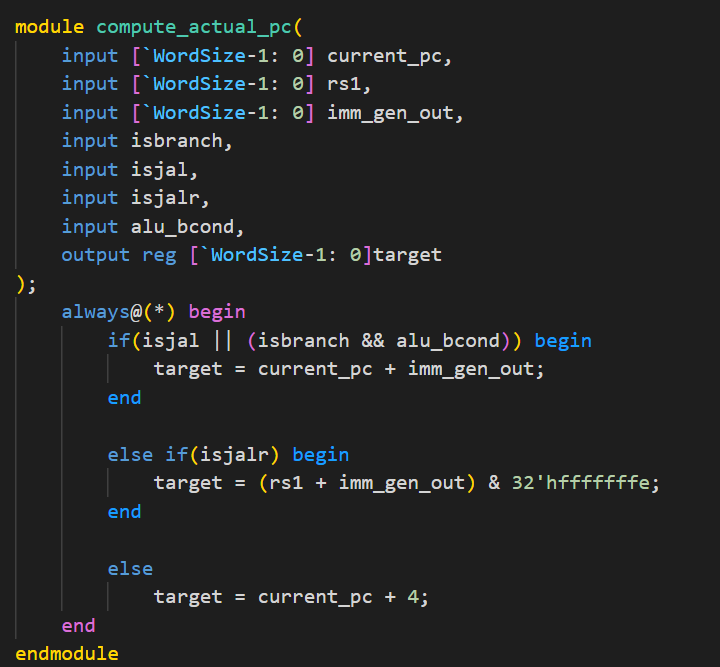 module compute_actual_pc(
    input [`WordSize-1: 0] current_pc,
    input [`WordSize-1: 0] rs1,
    input [`WordSize-1: 0] imm_gen_out,
    input isbranch,
    input isjal,
    input isjalr,
    input alu_bcond,
    output reg [`WordSize-1: 0]target
);
    always@(*) begin
        if(isjal || (isbranch && alu_bcond)) begin
            target = current_pc + imm_gen_out;
        end
        else if(isjalr) begin
            target = (rs1 + imm_gen_out) & 32'hfffffffe;
        end
        else
            target = current_pc + 4;
    end
endmodule